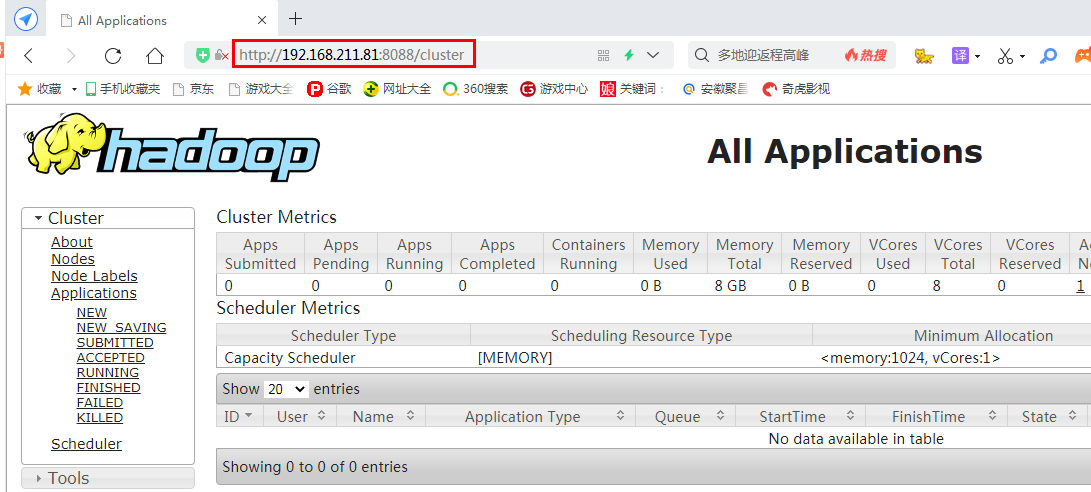 All Applications
http://192.168.211.81:8088/cluster
多地迎返程高峰
热搜
译
收藏 手机收藏夹 京东 游戏大全 谷歌 网址大全 360搜索 游戏中心 娘 关键词： 安徽聚昌 奇虎影视
hadoop
All Applications
Cluster
About
Nodes
Node Labels
Applications
NEW
NEW_SAVING
SUBMITTED
ACCEPTED
RUNNING
FINISHED
FAILED
KILLED
Scheduler
Tools
Cluster Metrics
Apps Submitted Apps Pending Apps Running Apps Completed Containers Running Memory Used Memory Total Memory Reserved VCores Used VCores Total VCores Reserved
0 0 0 0 0 0 B 8 GB 0 B 0 8 0 1
Scheduler Metrics
Scheduler Type Scheduling Resource Type Minimum Allocation
Capacity Scheduler [MEMORY] <memory:1024, vCores:1>
Show 20 entries
ID User Name Application Type Queue StartTime FinishTime State
No data available in table
Showing 0 to 0 of 0 entries